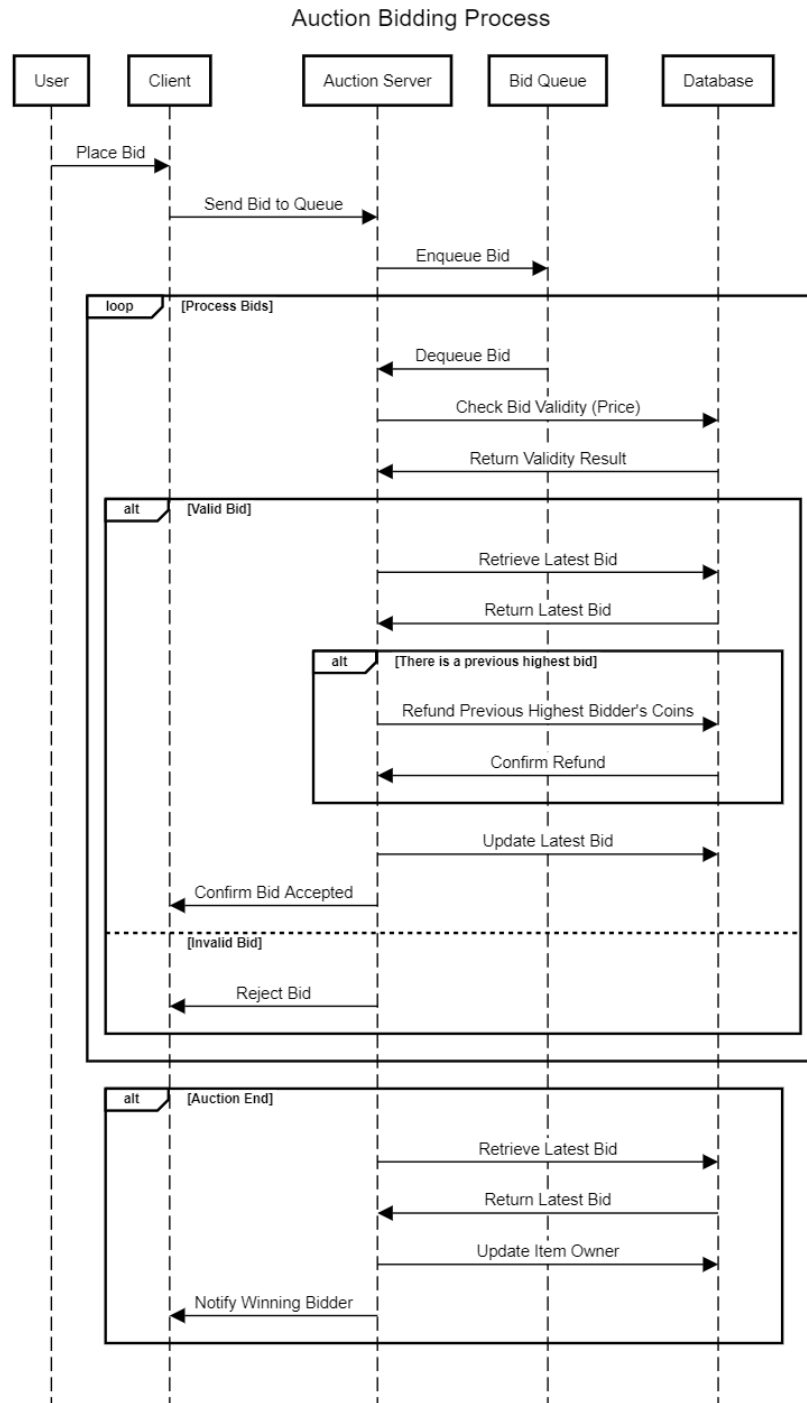 Auction Bidding Process
User
Client
Auction Server
Bid Queue
Database
Place Bid
Send Bid to Queue
Enqueue Bid
loop
[Process Bids]
Dequeue Bid
Check Bid Validity (Price)
Return Validity Result
alt
[Valid Bid]
Retrieve Latest Bid
Return Latest Bid
alt
[There is a previous highest bid]
Refund Previous Highest Bidder's Coins
Confirm Refund
Update Latest Bid
Confirm Bid Accepted
[Invalid Bid]
Reject Bid
alt
[Auction End]
Retrieve Latest Bid
Return Latest Bid
Update Item Owner
Notify Winning Bidder